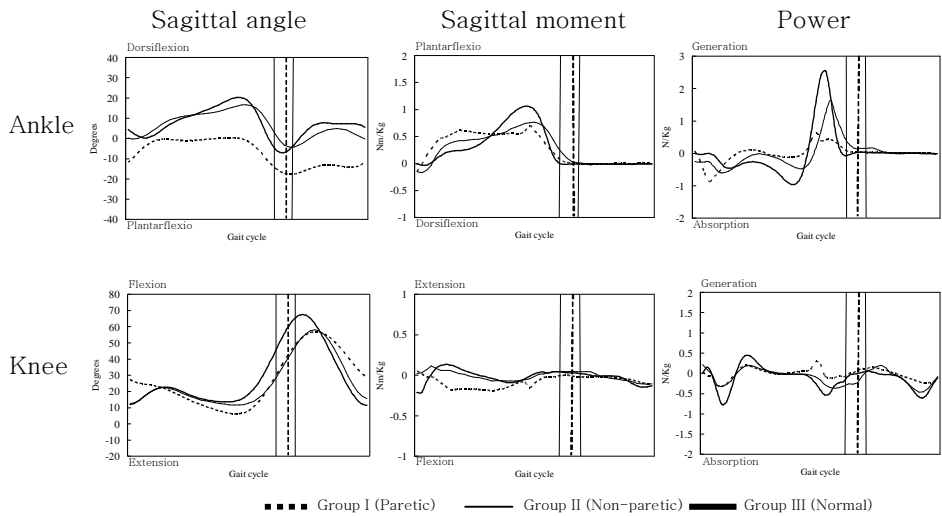 Sagittal angle Sagittal moment Power
Ankle
Dorsiflexion
40
30
20
10
0
-10
-20
-30
-40
Degrees
Plantarflexio
Gait cycle
Plantarflexio
2
1.5
1
0.5
0
-0.5
-1
Nm/Kg
Dorsiflexion
Gait cycle
Generation
3
2
1
0
-1
-2
N/Kg
Absorption
Gait cycle
Knee
Flexion
80
70
60
50
40
30
20
10
0
-10
-20
Degrees
Extension
Gait cycle
Extension
1
0.5
0
-0.5
-1
Nm/Kg
Flexion
Gait cycle
Generation
2
1.5
1
0.5
0
-0.5
-1
-1.5
-2
N/Kg
Absorption
Gait cycle
Group I (Paretic) Group II (Non-paretic) Group III (Normal)